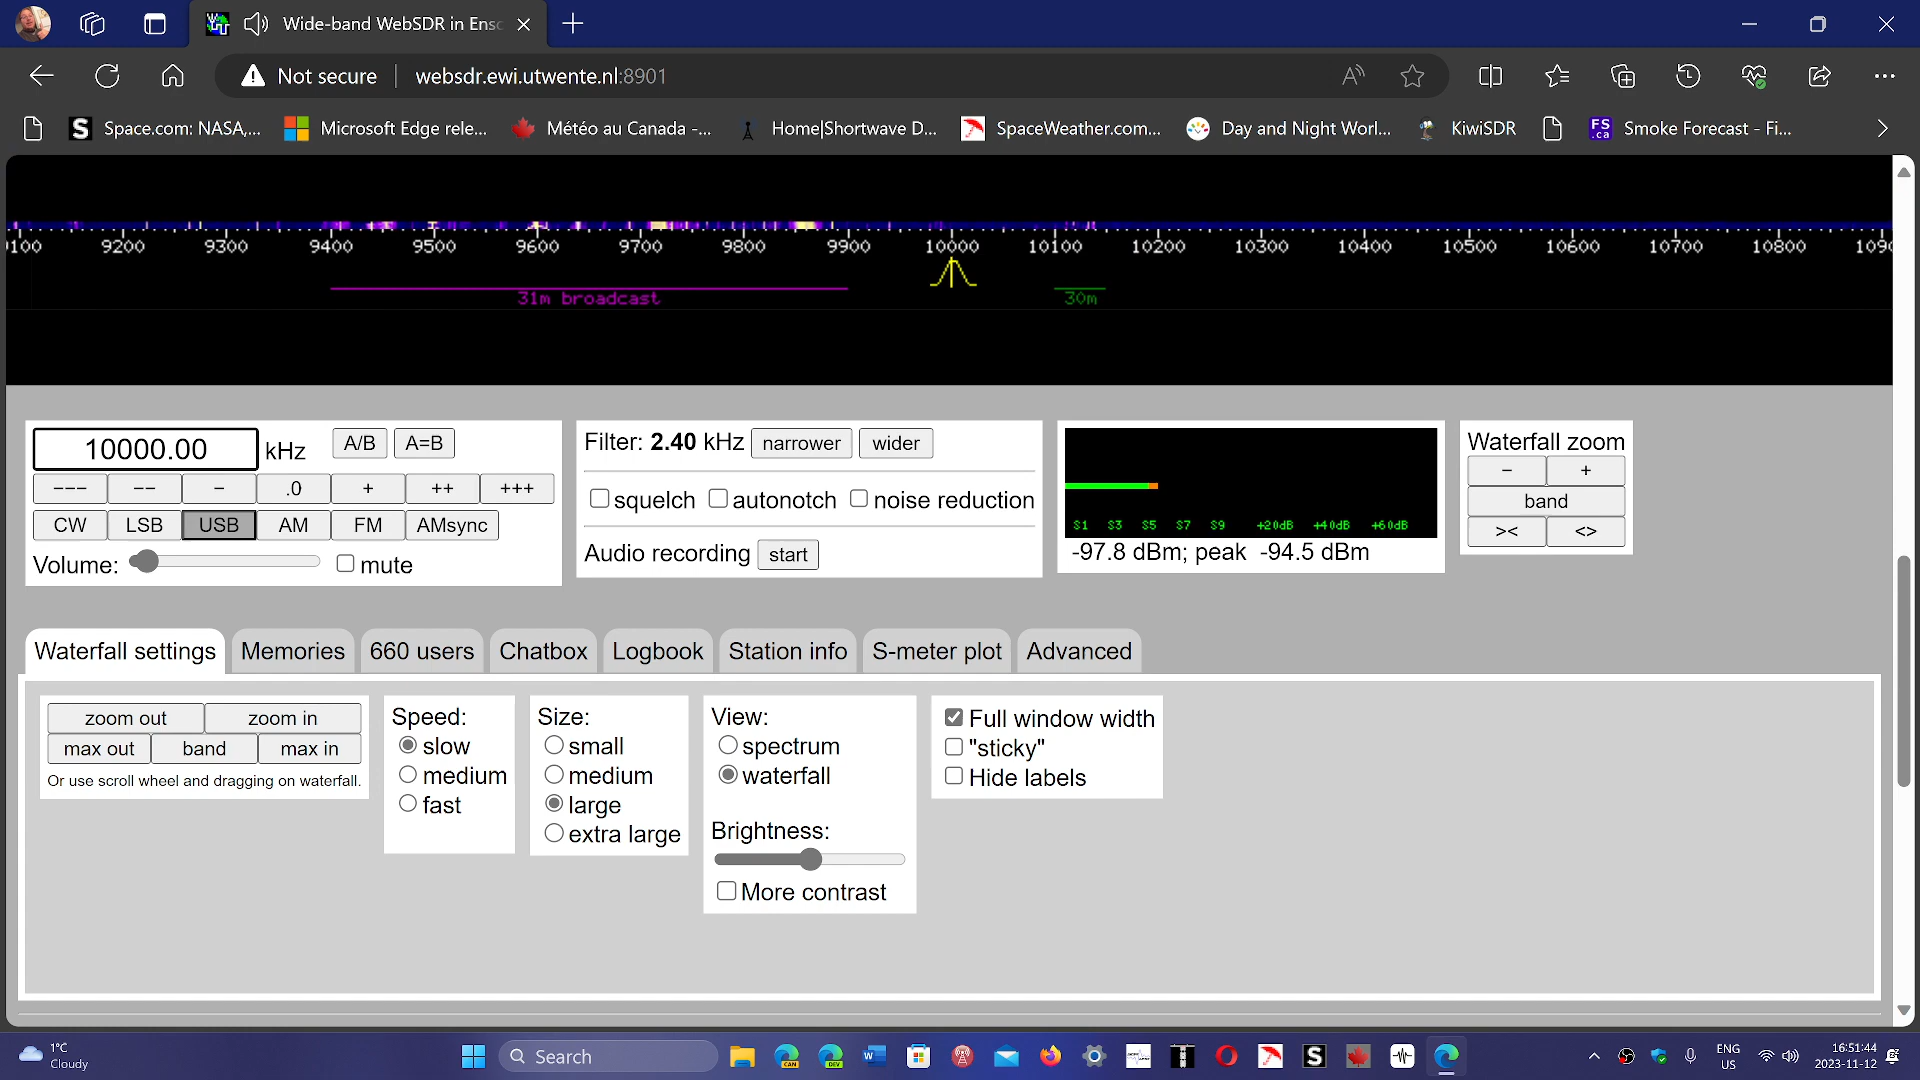 Wide-band WebSDR in Ensc
Not secure websdr.ewi.utwente.nl:8901
Space.com: NASA,... Microsoft Edge rele... Météo au Canada -... Home|Shortwave D... SpaceWeather.com... Day and Night Worl... KiwiSDR FS .ca Smoke Forecast - Fi...
9100 9200 9300 9400 9500 9600 9700 9800 9900 10000 10100 10200 10300 10400 10500 10600 10700 10800 1090
31m broadcast 30m
10000.00 kHz A/B A=B
--- -- - .0 + ++ +++
CW LSB USB AM FM AMsync
Volume: mute
Filter: 2.40 kHz narrower wider
squelch autonotch noise reduction
Audio recording start
S1 S3 S5 S7 S9 +20dB +40dB +60dB
-97.8 dBm; peak -94.5 dBm
Waterfall zoom
- +
band
>< <>
Waterfall settings Memories 660 users Chatbox Logbook Station info S-meter plot Advanced
zoom out zoom in
max out band max in
Or use scroll wheel and dragging on waterfall.
Speed:
slow
medium
fast
Size:
small
medium
large
extra large
View:
spectrum
waterfall
Brightness:
More contrast
Full window width
"sticky"
Hide labels
1°C
Cloudy
Search
CAN
DEV
ENG
US
16:51:44
2023-11-12